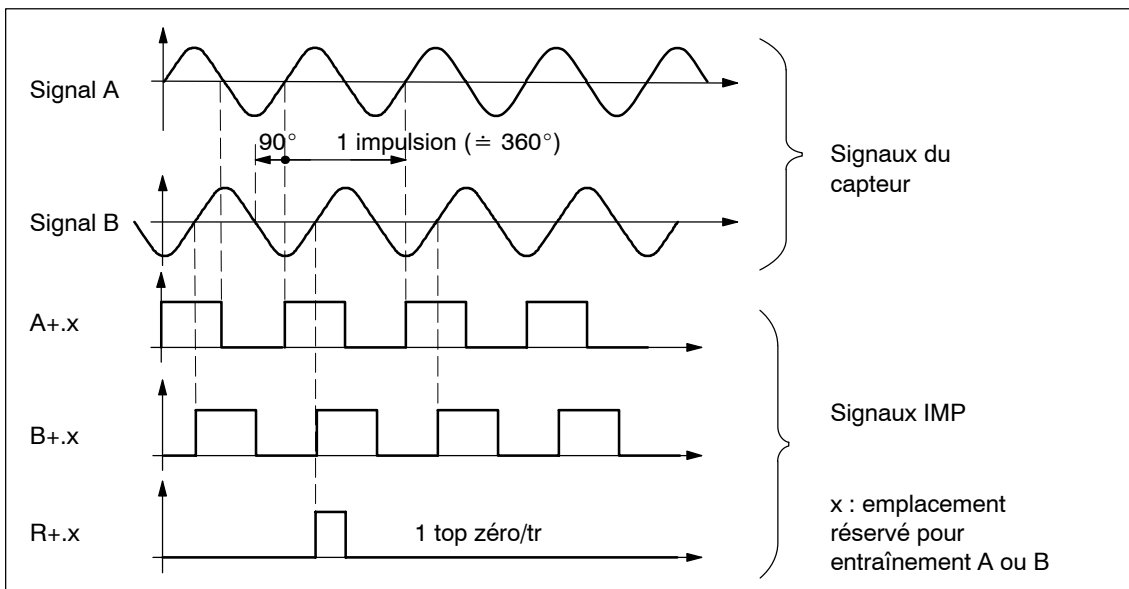 Signal A
90°
1 impulsion (≐ 360°)
Signaux du
capteur
Signal B
A+.x
B+.x
Signaux IMP
R+.x
1 top zéro/tr
x : emplacement
réservé pour
entraînement A ou B